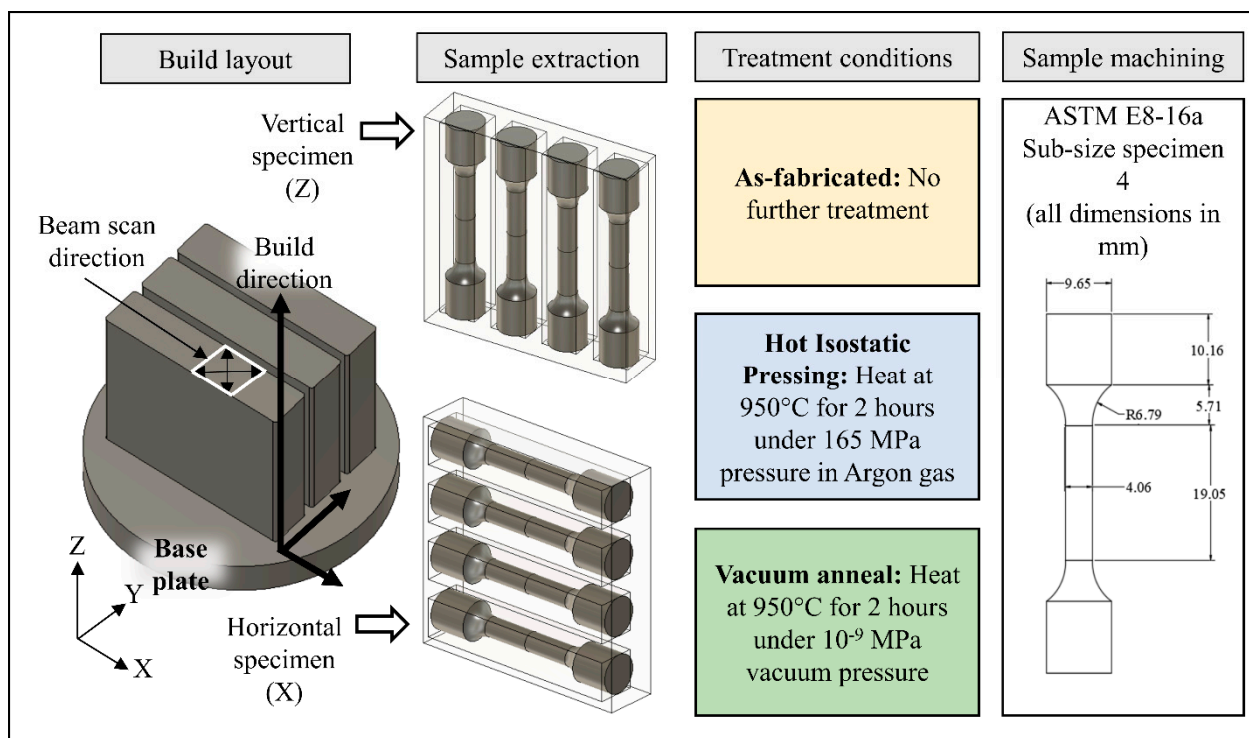 Build layout
Vertical
specimen
(Z)
Beam scan
direction
Build
direction
Base
plate
Z
Y
X
Horizontal
specimen
(X)
Sample extraction
Treatment conditions
As-fabricated: No
further treatment
Hot Isostatic
Pressing: Heat at
950°C for 2 hours
under 165 MPa
pressure in Argon gas
Vacuum anneal: Heat
at 950°C for 2 hours
under 10⁻⁹ MPa
vacuum pressure
Sample machining
ASTM E8-16a
Sub-size specimen
4
(all dimensions in
mm)
9.65
10.16
5.71
R6.79
4.06
19.05